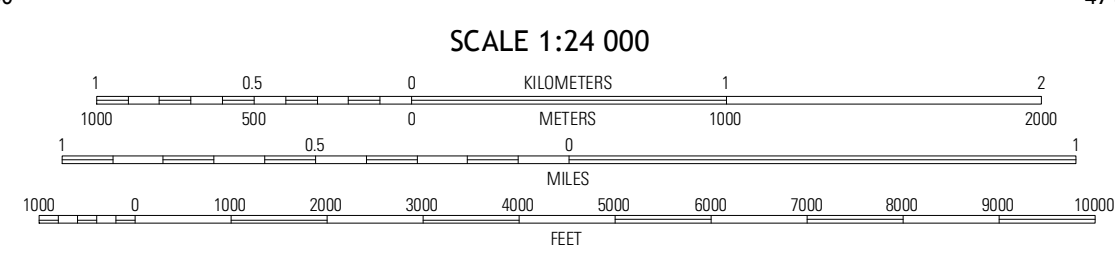 SCALE 1:24 000
1 0.5 0 KILOMETERS 1 2
1000 500 0 METERS 1000 2000
1 0.5 0 1
MILES
1000 0 1000 2000 3000 4000 5000 6000 7000 8000 9000 10000
FEET